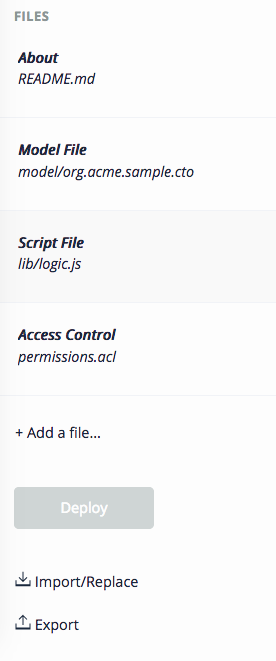 FILES
About
README.md
Model File
model/org.acme.sample.cto
Script File
lib/logic.js
Access Control
permissions.acl
+ Add a file...
Deploy
Import/Replace
Export